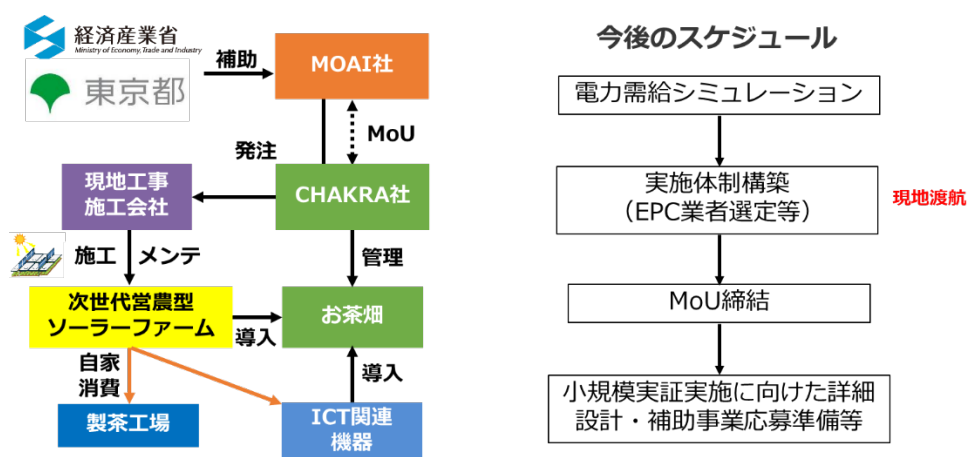 経済産業省
Ministry of Economy, Trade and Industry
東京都
補助
MOAI社
MoU
発注
現地工事
施工会社
CHAKRA社
施工
メンテ
管理
次世代営農型
ソーラーファーム
導入
お茶畑
自家
消費
導入
製茶工場
ICT関連
機器
今後のスケジュール
電力需給シミュレーション
実施体制構築
（EPC業者選定等）
現地渡航
MoU締結
小規模実証実施に向けた詳細
設計・補助事業応募準備等